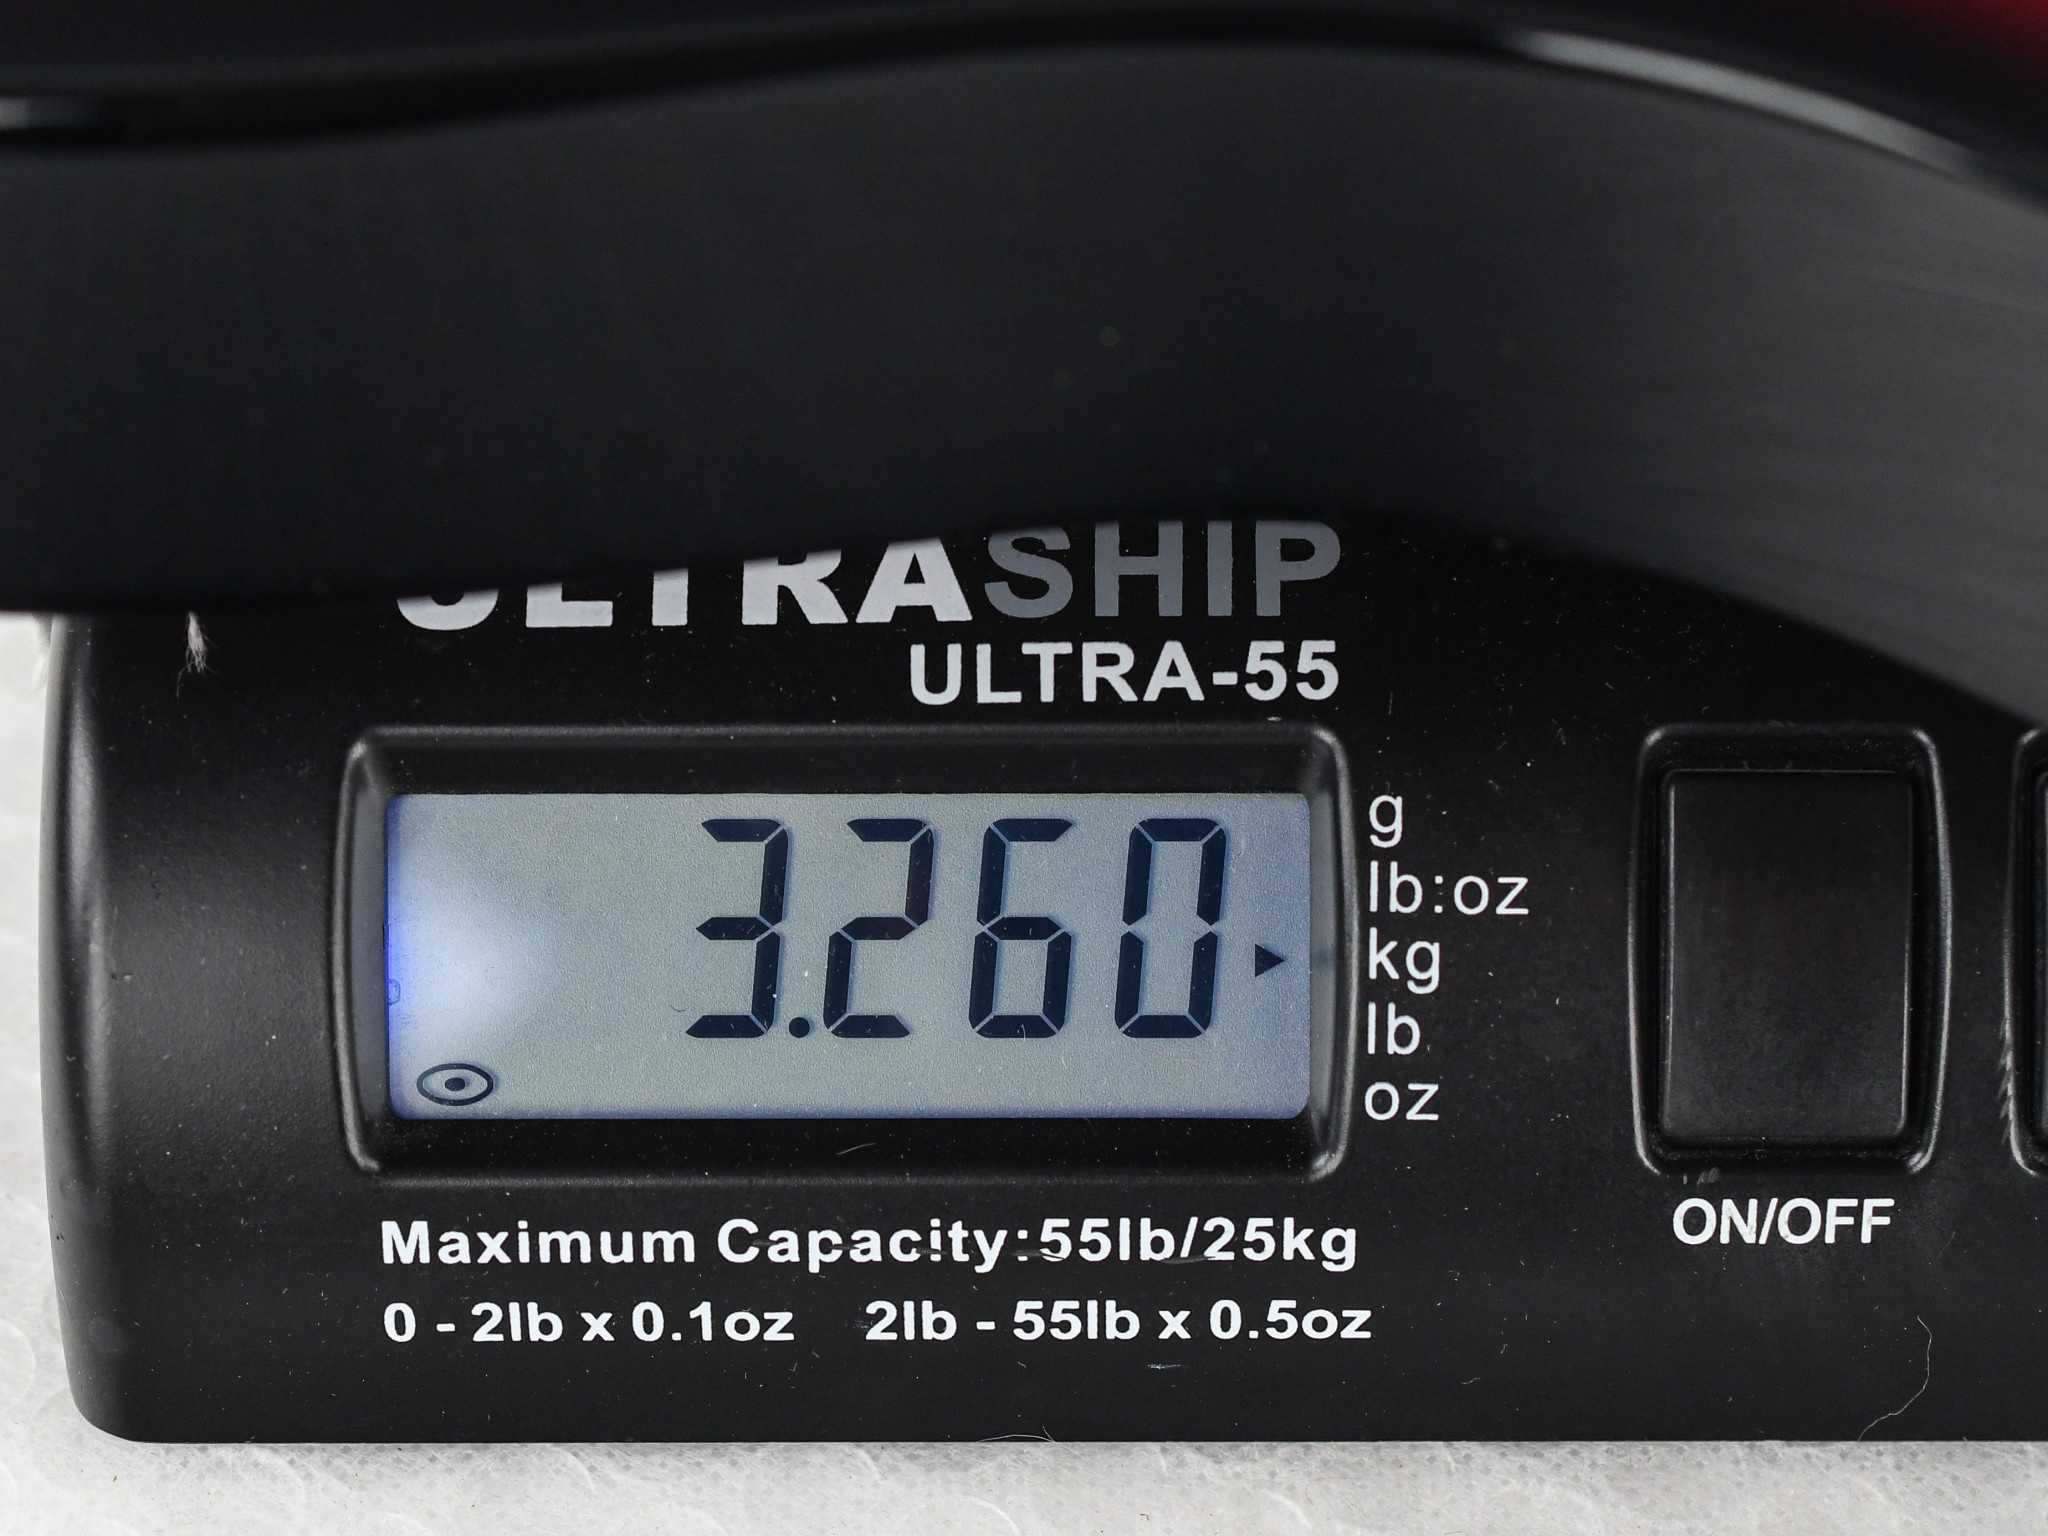 ULTRASHIP
ULTRA-55
3.260
g
lb:oz
kg
lb
oz
ON/OFF
Maximum Capacity:55lb/25kg
0 - 2lb x 0.1oz 2lb - 55lb x 0.5oz